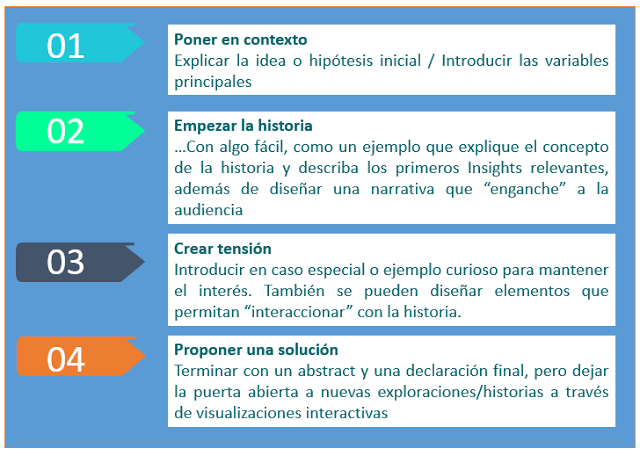 01
Poner en contexto
Explicar la idea o hipótesis inicial / Introducir las variables
principales
02
Empezar la historia
...Con algo fácil, como un ejemplo que explique el concepto
de la historia y describa los primeros Insights relevantes,
además de diseñar una narrativa que “enganche” a la
audiencia
03
Crear tensión
Introducir en caso especial o ejemplo curioso para mantener
el interés. También se pueden diseñar elementos que
permitan “interaccionar” con la historia.
04
Proponer una solución
Terminar con un abstract y una declaración final, pero dejar
la puerta abierta a nuevas exploraciones/historias a través
de visualizaciones interactivas